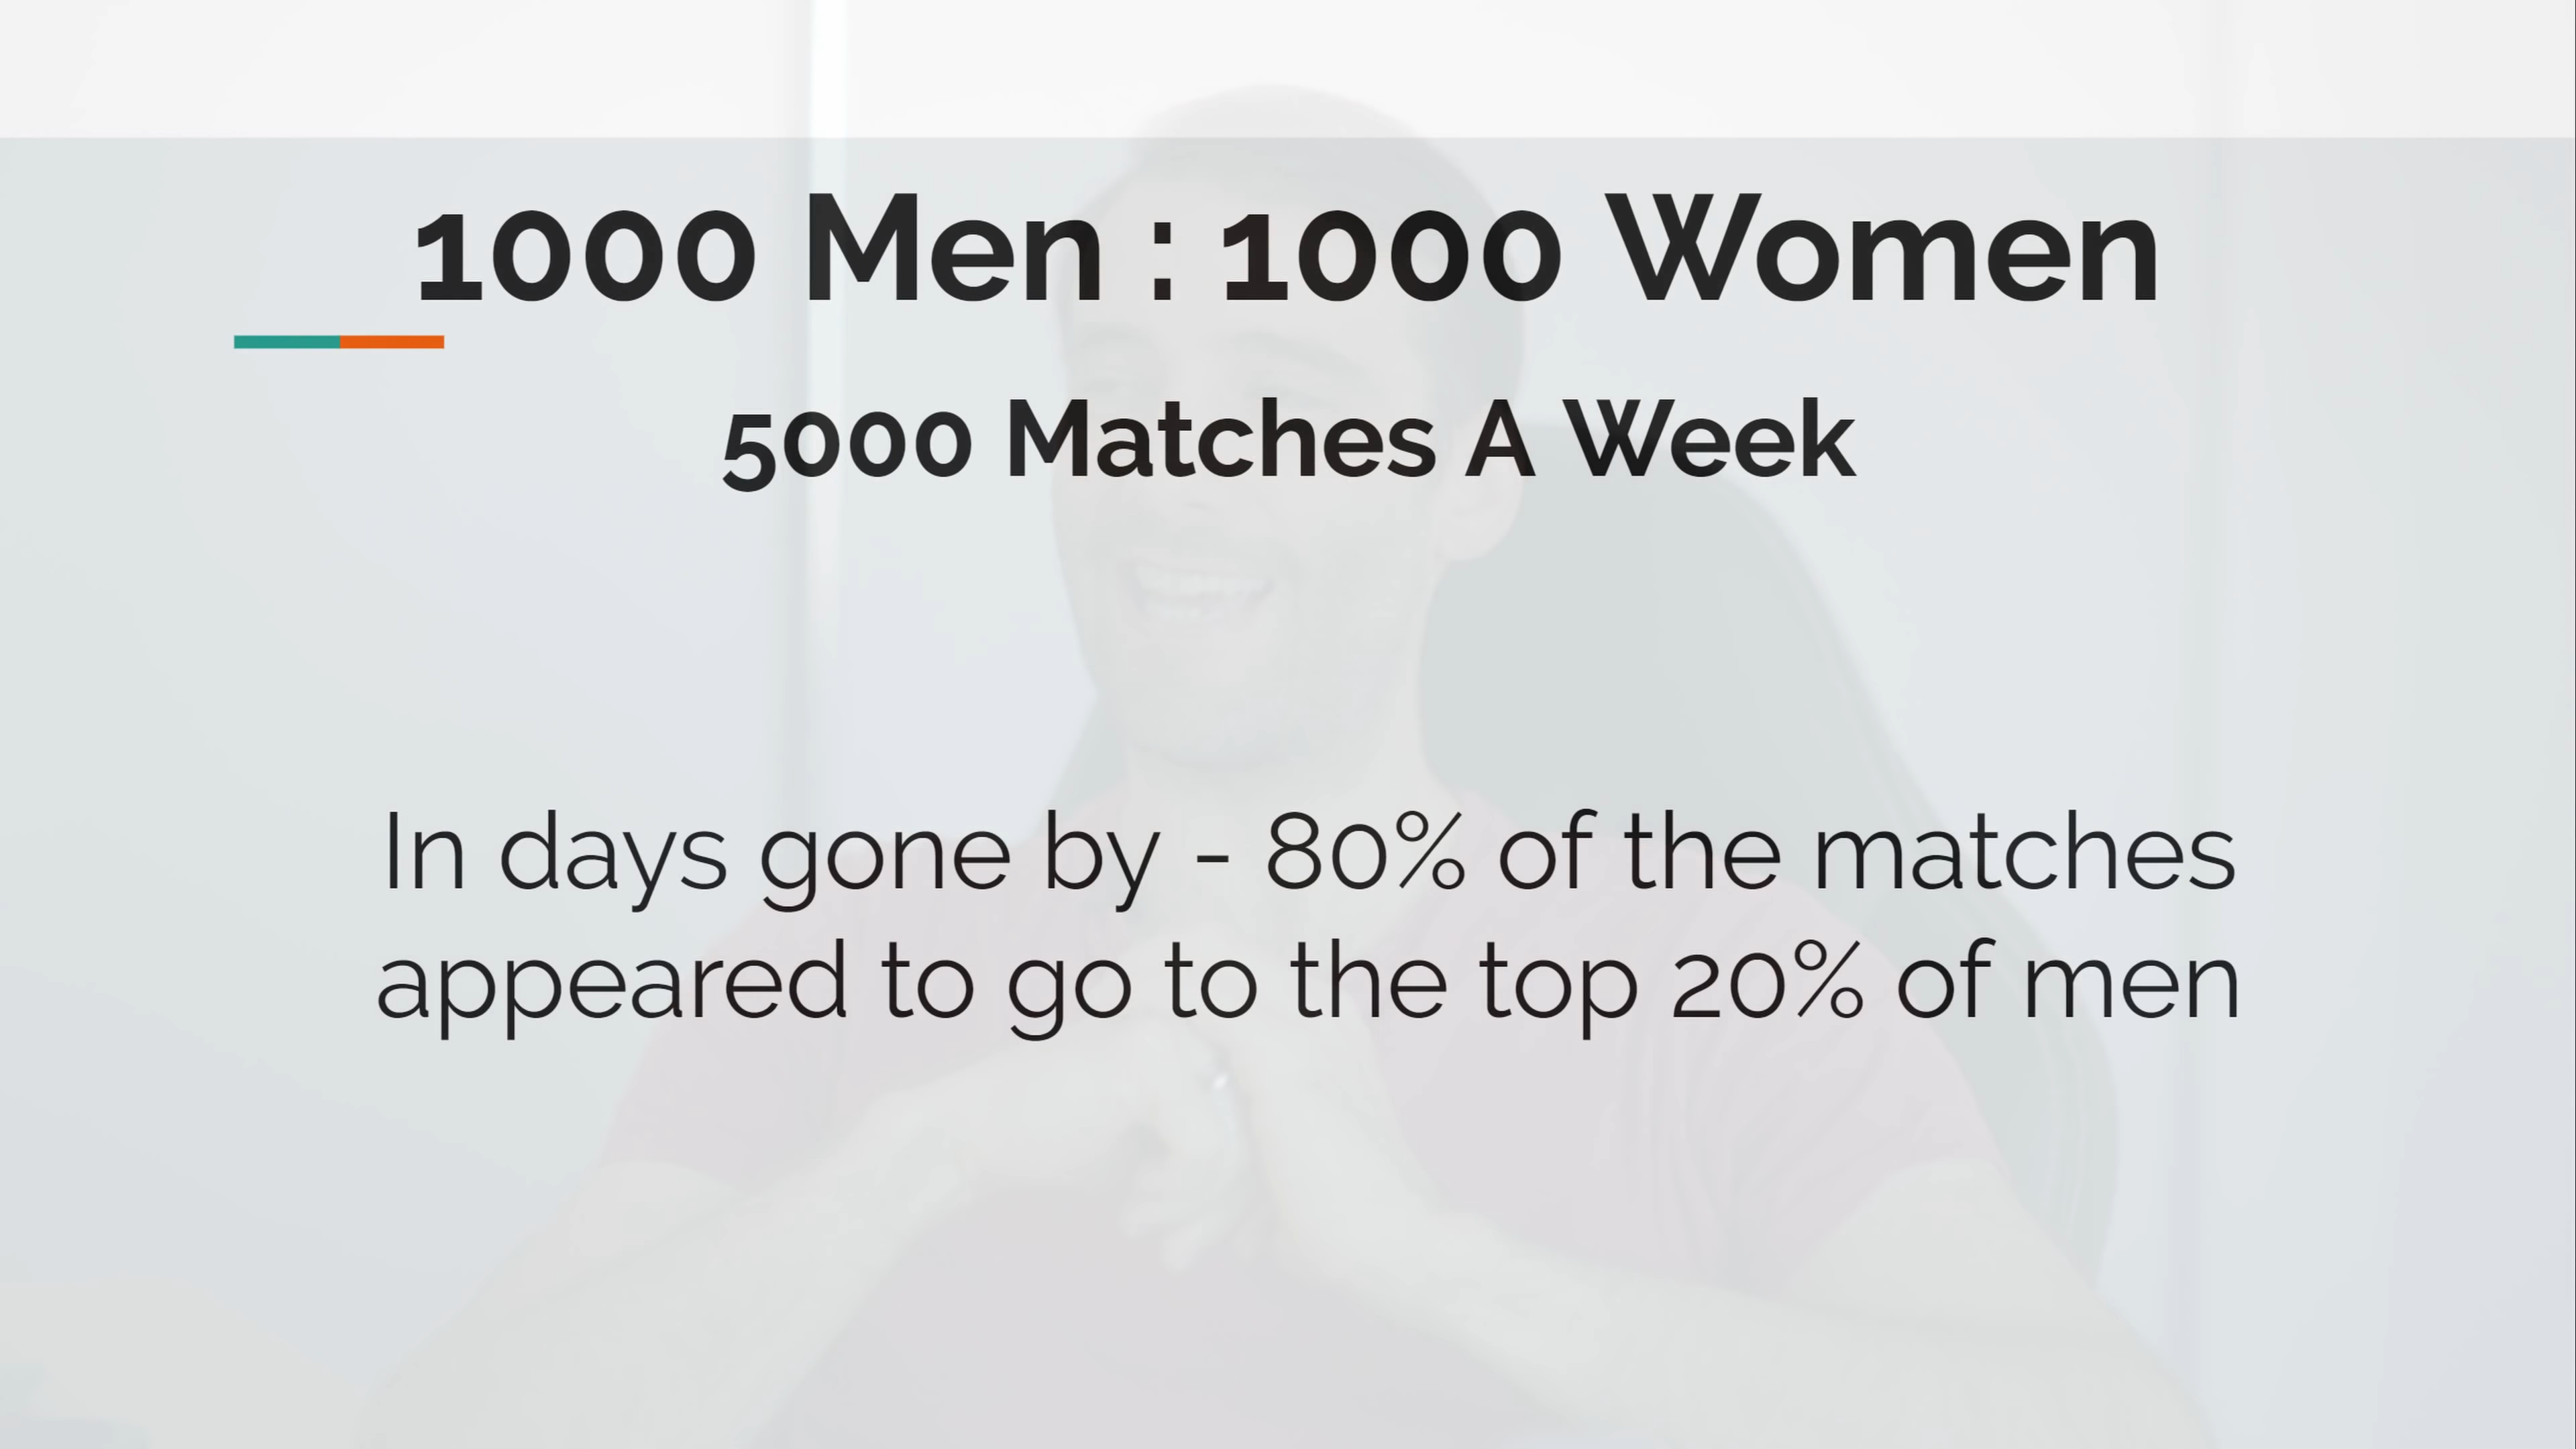 1000 Men : 1000 Women
5000 Matches A Week
In days gone by - 80% of the matches
appeared to go to the top 20% of men